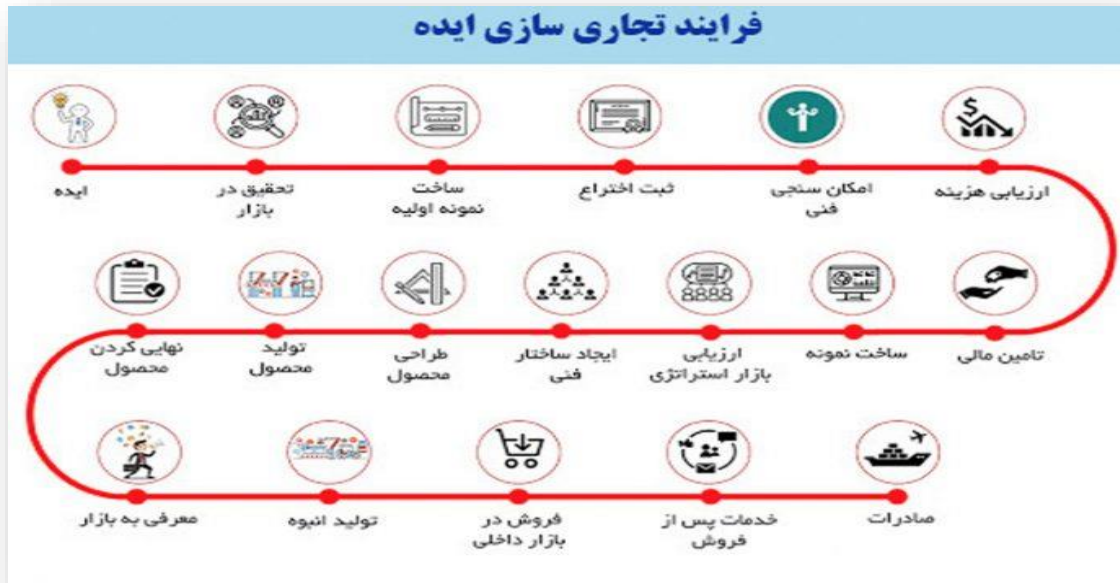 فرایند تجاری سازی ایده
ایده
تحقیق در
بازار
ساخت
نمونه اولیه
ثبت اختراع
امکان سنجی
فنی
ارزیابی هزینه
تامین مالی
ساخت نمونه
ارزیابی
بازار استراتژی
ایجاد ساختار
فنی
طراحی
محصول
تولید
محصول
نهایی کردن
محصول
معرفی به بازار
تولید انبوه
فروش در
بازار داخلی
خدمات پس از
فروش
صادرات